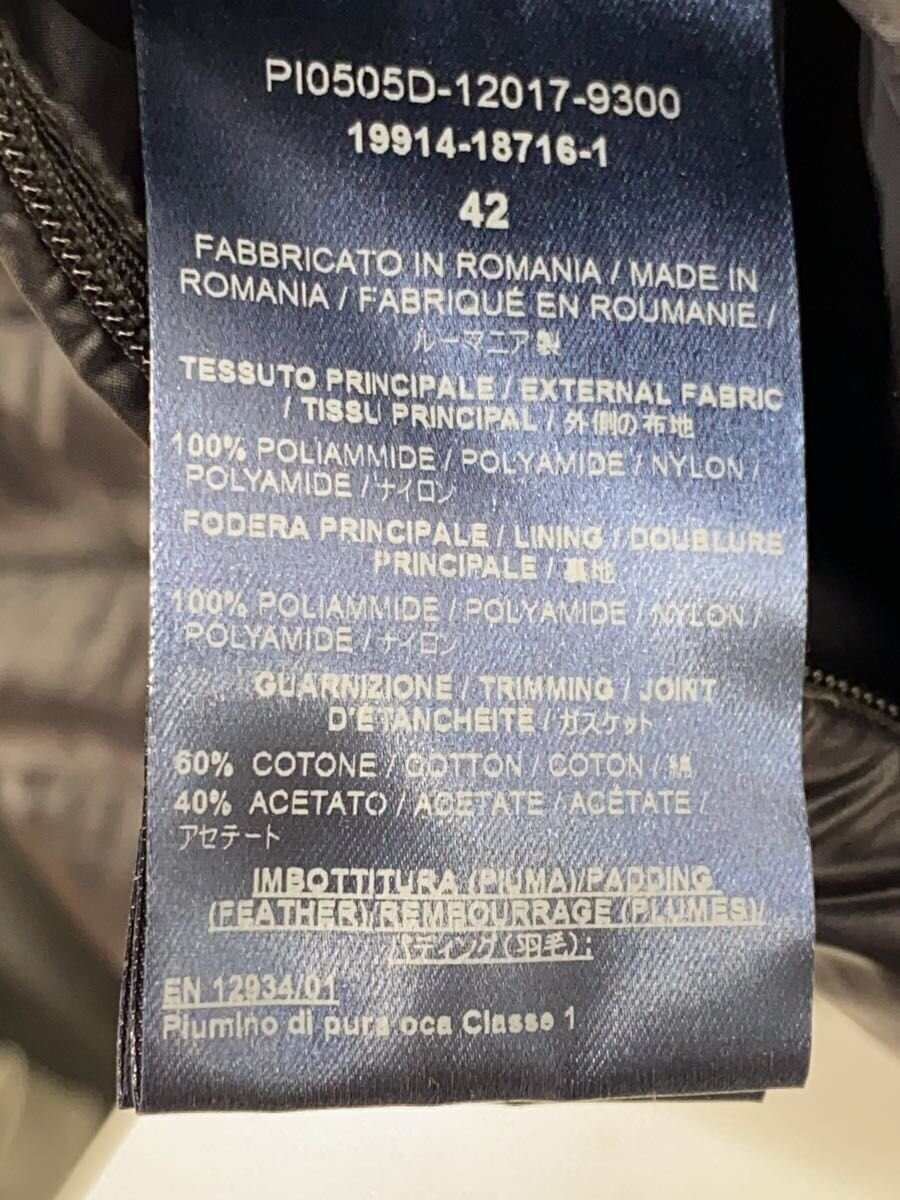 PI0505D-12017-9300
19914-18716-1
42
FABBRICATO IN ROMANIA / MADE IN
ROMANIA / FABRIQUÉ EN ROUMANIE /
ルーマニア製
TESSUTO PRINCIPALE / EXTERNAL FABRIC
/ TISSU PRINCIPAL / 外側の布地
100% POLIAMMIDE / POLYAMIDE / NYLON /
POLYAMIDE / ナイロン
FODERA PRINCIPALE / LINING / DOUBLURE
PRINCIPALE / 裏地
100% POLIAMMIDE / POLYAMIDE / NYLON /
POLYAMIDE / ナイロン
GUARNIZIONE / TRIMMING / JOINT
D'ÉTANCHEITE / ガスケット
60% COTONE / COTTON / COTON / 綿
40% ACETATO / ACETATE / ACÉTATE /
アセテート
IMBOTTITURA (PIUMA)/PADDING
(FEATHER)/REMBOURRAGE (PLUMES)/
パディング(羽毛):
EN 12934/01
Piumino di pura oca Classe 1